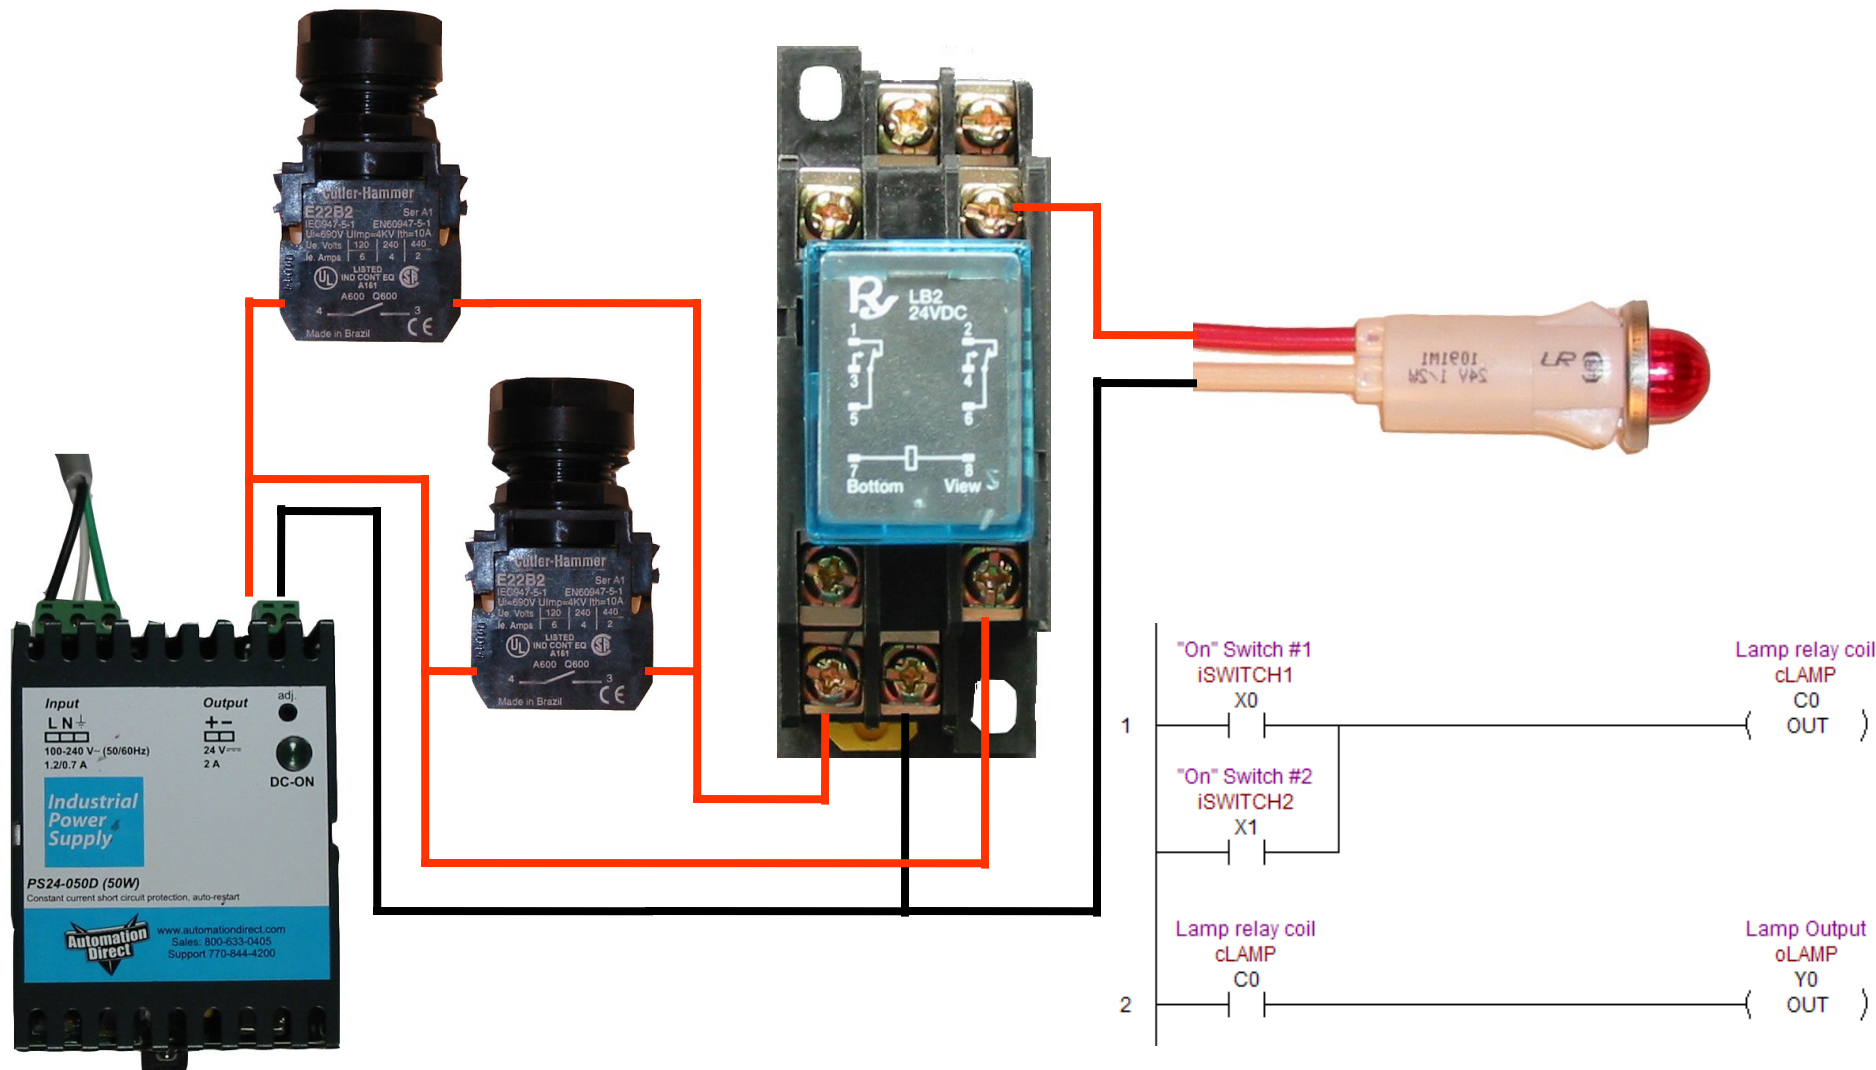 Cutler-Hammer
E22B2 Ser A1
IEC947-5-1 EN60947-5-1
Ui=690V Uimp=4KV Ith=10A
Ue. Volts 120 240 440
Ie. Amps 6 4 2
UL LISTED
IND CONT EQ
A161
A600 Q600
4 3
Made in Brazil CE
Cutler-Hammer
E22B2 Ser A1
IEC947-5-1 EN60947-5-1
Ui=690V Uimp=4KV Ith=10A
Ue. Volts 120 240 440
Ie. Amps 6 4 2
UL LISTED
IND CONT EQ
A161
A600 Q600
4 3
Made in Brazil CE
LB2
24VDC
1 2
3 4
5 6
7 8
Bottom View
1091M1
24V 1/2W
Input Output adj.
L N + −
100-240 V~ (50/60Hz) 24 V
1.2/0.7 A 2 A
DC-ON
Industrial
Power
Supply
PS24-050D (50W)
Constant current short circuit protection, auto-restart
Automation
Direct
www.automationdirect.com
Sales: 800-633-0405
Support 770-844-4200
"On" Switch #1 Lamp relay coil
iSWITCH1 cLAMP
X0 C0
1 OUT
"On" Switch #2
iSWITCH2
X1
Lamp relay coil Lamp Output
cLAMP oLAMP
C0 Y0
2 OUT